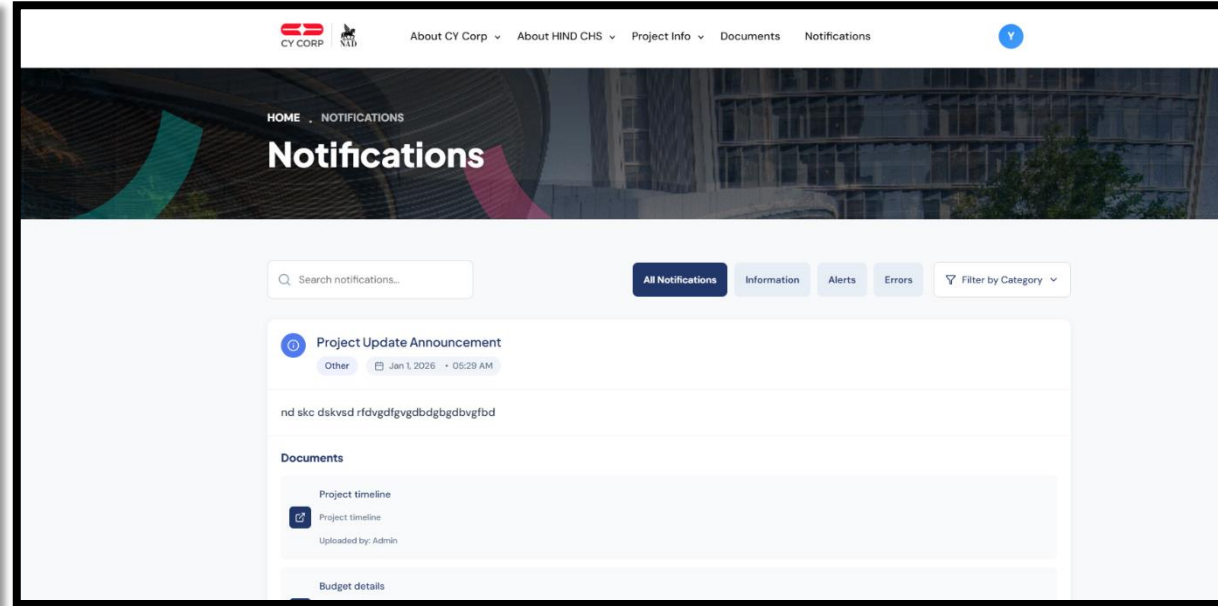 CY CORP NAD About CY Corp About HIND CHS Project Info Documents Notifications Y
HOME . NOTIFICATIONS
Notifications
Search notifications... All Notifications Information Alerts Errors Filter by Category
Project Update Announcement
Other Jan 1, 2026 • 05:29 AM
nd skc dskvsd rfdvgdfgvgdbdgbgdbvgfbd
Documents
Project timeline
Project timeline
Uploaded by: Admin
Budget details